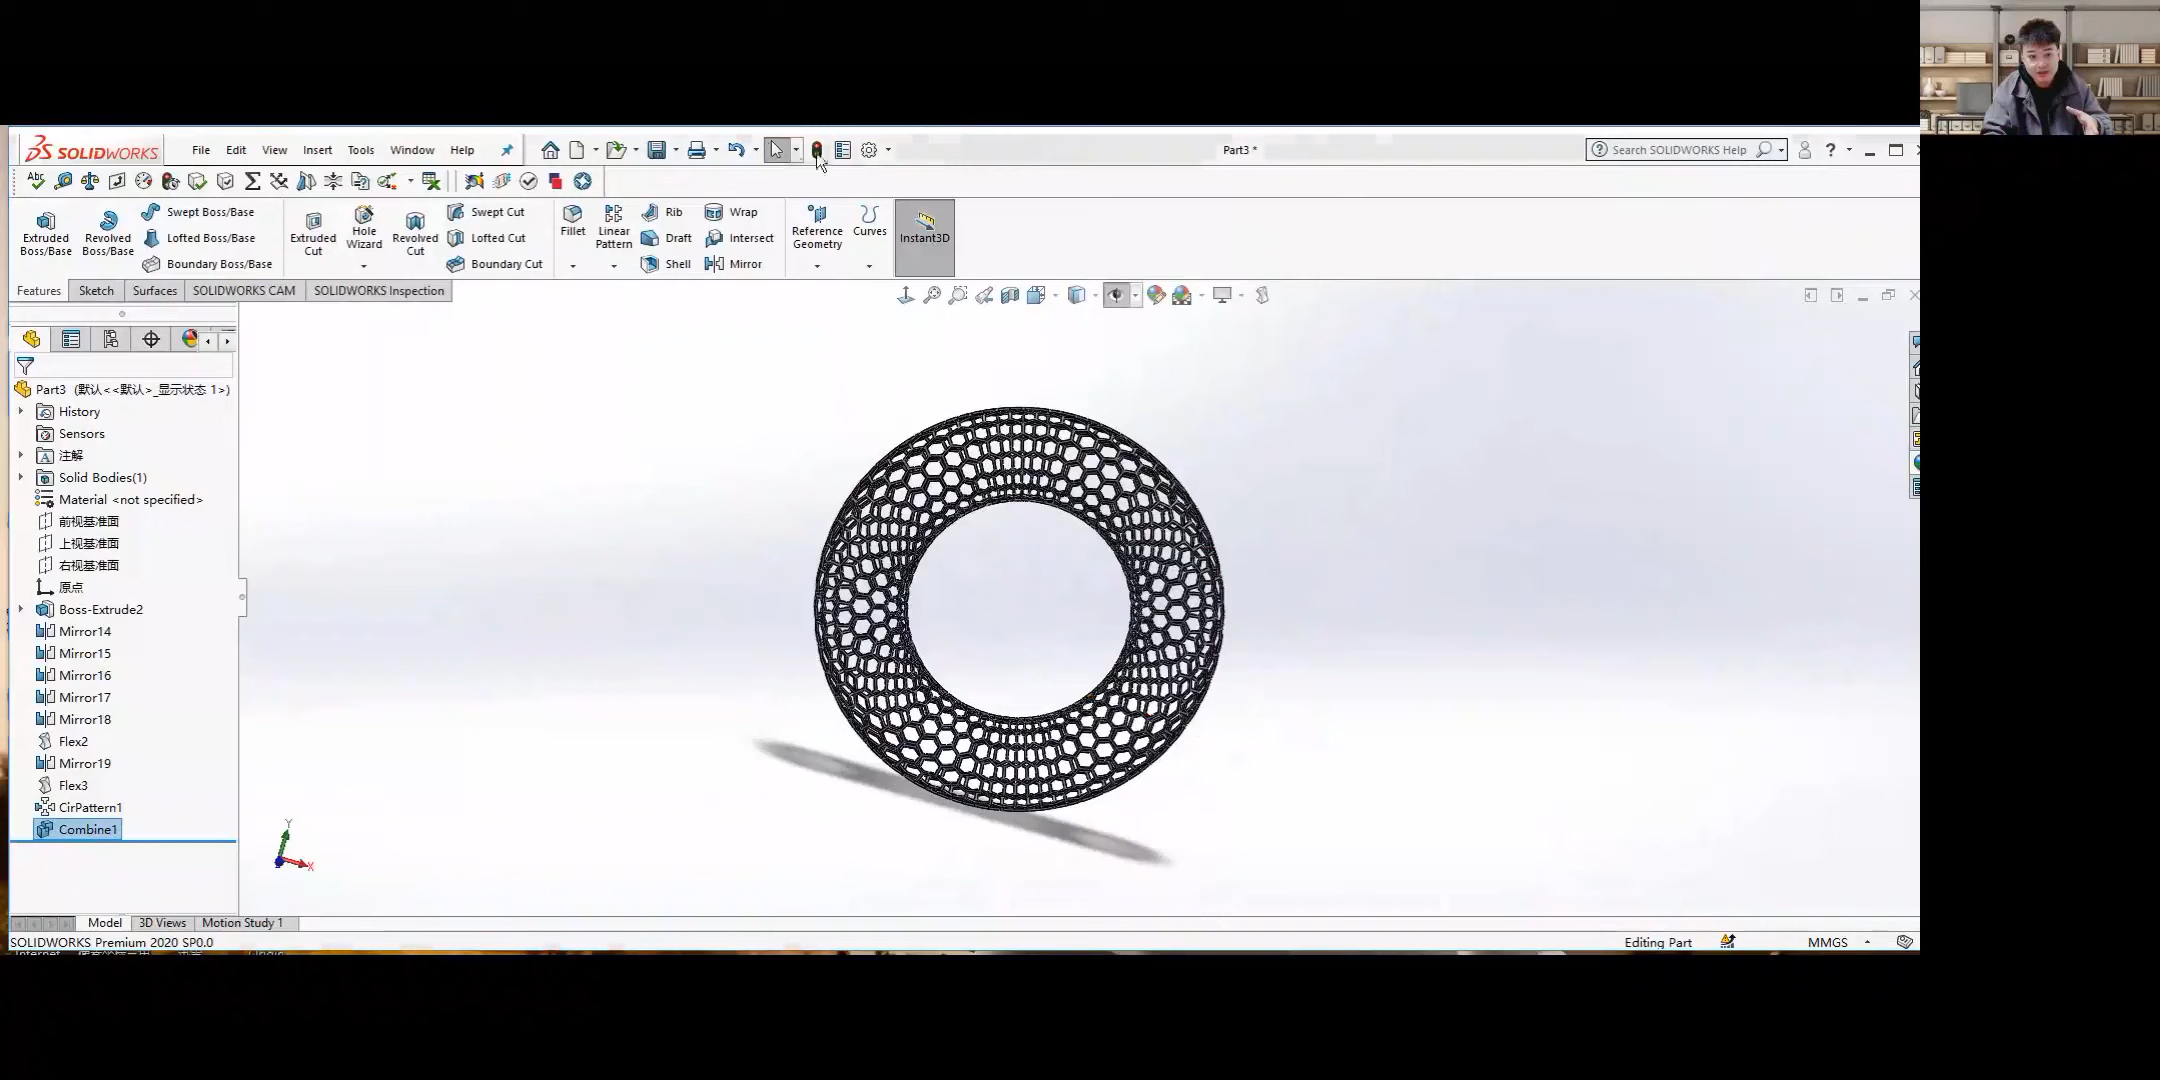 SOLIDWORKS File Edit View Insert Tools Window Help Part3 * Search SOLIDWORKS Help ?
Extruded Boss/Base
Revolved Boss/Base
Swept Boss/Base
Lofted Boss/Base
Boundary Boss/Base
Extruded Cut
Hole Wizard
Revolved Cut
Swept Cut
Lofted Cut
Boundary Cut
Fillet
Linear Pattern
Rib
Draft
Shell
Wrap
Intersect
Mirror
Reference Geometry
Curves
Instant3D
Features Sketch Surfaces SOLIDWORKS CAM SOLIDWORKS Inspection
Part3 (默认<<默认>_显示状态 1>)
History
Sensors
注解
Solid Bodies(1)
Material <not specified>
前视基准面
上视基准面
右视基准面
原点
Boss-Extrude2
Mirror14
Mirror15
Mirror16
Mirror17
Mirror18
Flex2
Mirror19
Flex3
CirPattern1
Combine1
Y
X
Model 3D Views Motion Study 1
SOLIDWORKS Premium 2020 SP0.0 Editing Part MMGS